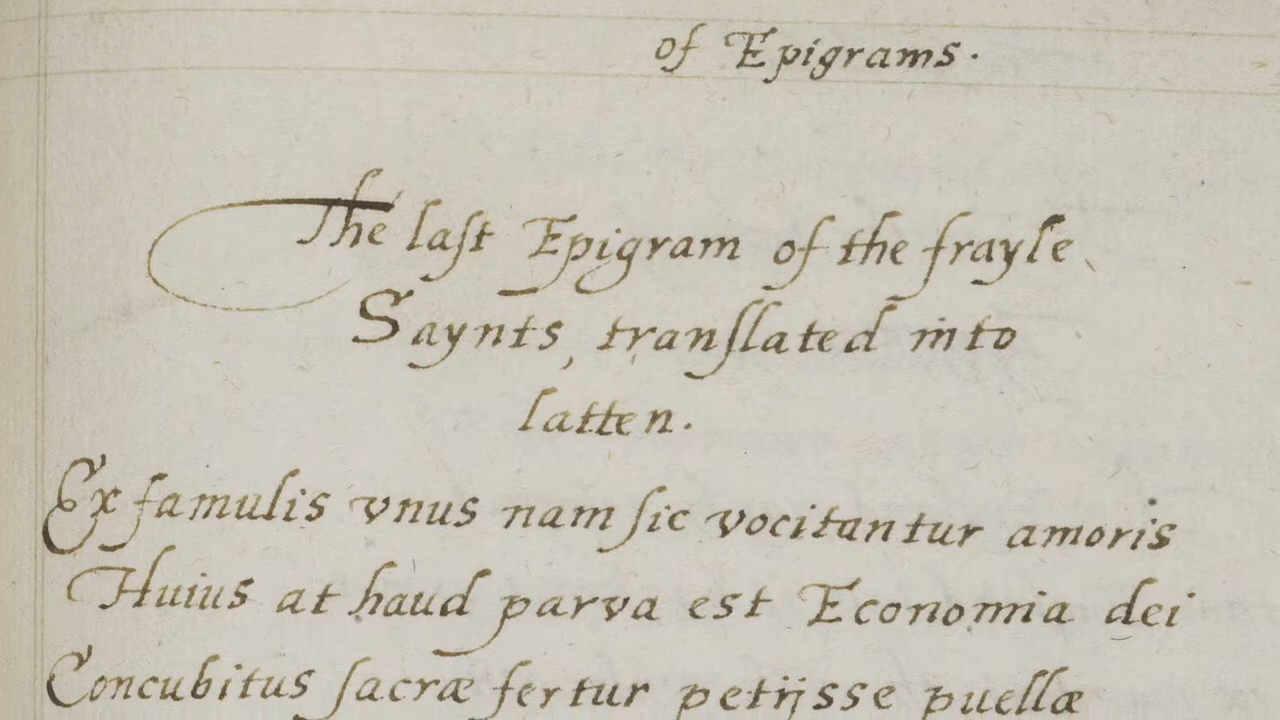 of Epigrams.
The last Epigram of the frayle
Saynts, translated into
latten.
Ex famulis vnus nam sic vocitantur amoris
Huius at haud parva est Economia dei
Concubitus sacræ fertur petijsse puellæ